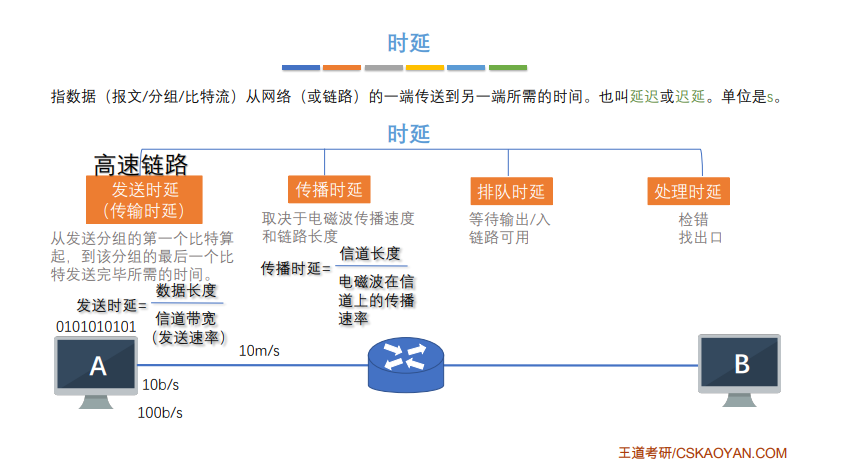 时延
指数据（报文/分组/比特流）从网络（或链路）的一端传送到另一端所需的时间。也叫延迟或迟延。单位是s。
时延
高速链路
发送时延
（传输时延）
传播时延
排队时延
处理时延
从发送分组的第一个比特算
起，到该分组的最后一个比
特发送完毕所需的时间。
取决于电磁波传播速度
和链路长度
等待输出/入
链路可用
检错
找出口
发送时延=
数据长度
信道带宽
（发送速率）
传播时延=
信道长度
电磁波在信
道上的传播
速率
0101010101
A
10m/s
10b/s
100b/s
B
王道考研/CSKAOYAN.COM